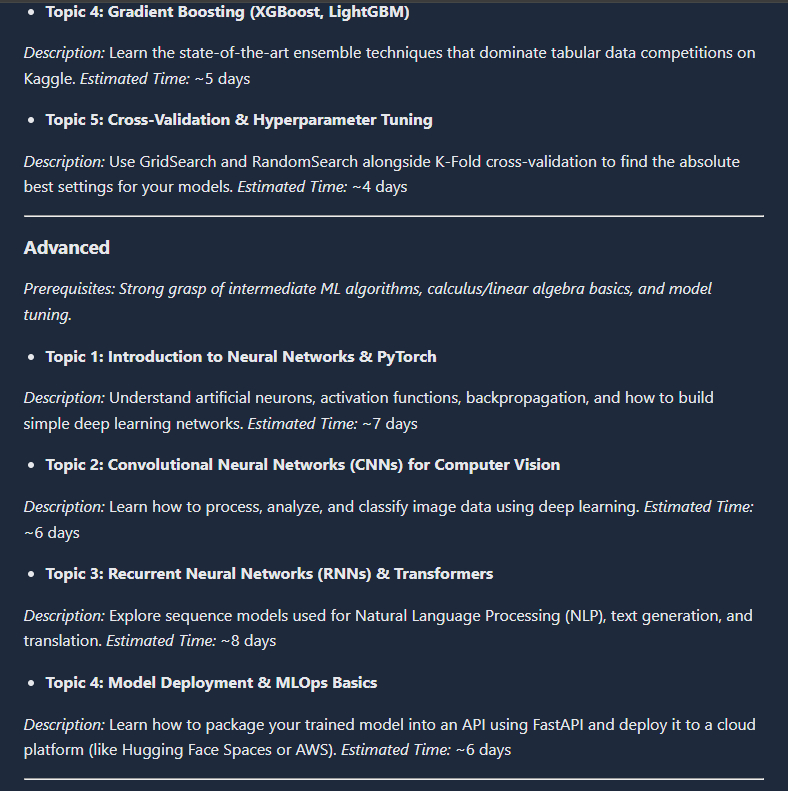 • Topic 4: Gradient Boosting (XGBoost, LightGBM)
Description: Learn the state-of-the-art ensemble techniques that dominate tabular data competitions on
Kaggle. Estimated Time: ~5 days
• Topic 5: Cross-Validation & Hyperparameter Tuning
Description: Use GridSearch and RandomSearch alongside K-Fold cross-validation to find the absolute
best settings for your models. Estimated Time: ~4 days
Advanced
Prerequisites: Strong grasp of intermediate ML algorithms, calculus/linear algebra basics, and model
tuning.
• Topic 1: Introduction to Neural Networks & PyTorch
Description: Understand artificial neurons, activation functions, backpropagation, and how to build
simple deep learning networks. Estimated Time: ~7 days
• Topic 2: Convolutional Neural Networks (CNNs) for Computer Vision
Description: Learn how to process, analyze, and classify image data using deep learning. Estimated Time:
~6 days
• Topic 3: Recurrent Neural Networks (RNNs) & Transformers
Description: Explore sequence models used for Natural Language Processing (NLP), text generation, and
translation. Estimated Time: ~8 days
• Topic 4: Model Deployment & MLOps Basics
Description: Learn how to package your trained model into an API using FastAPI and deploy it to a cloud
platform (like Hugging Face Spaces or AWS). Estimated Time: ~6 days